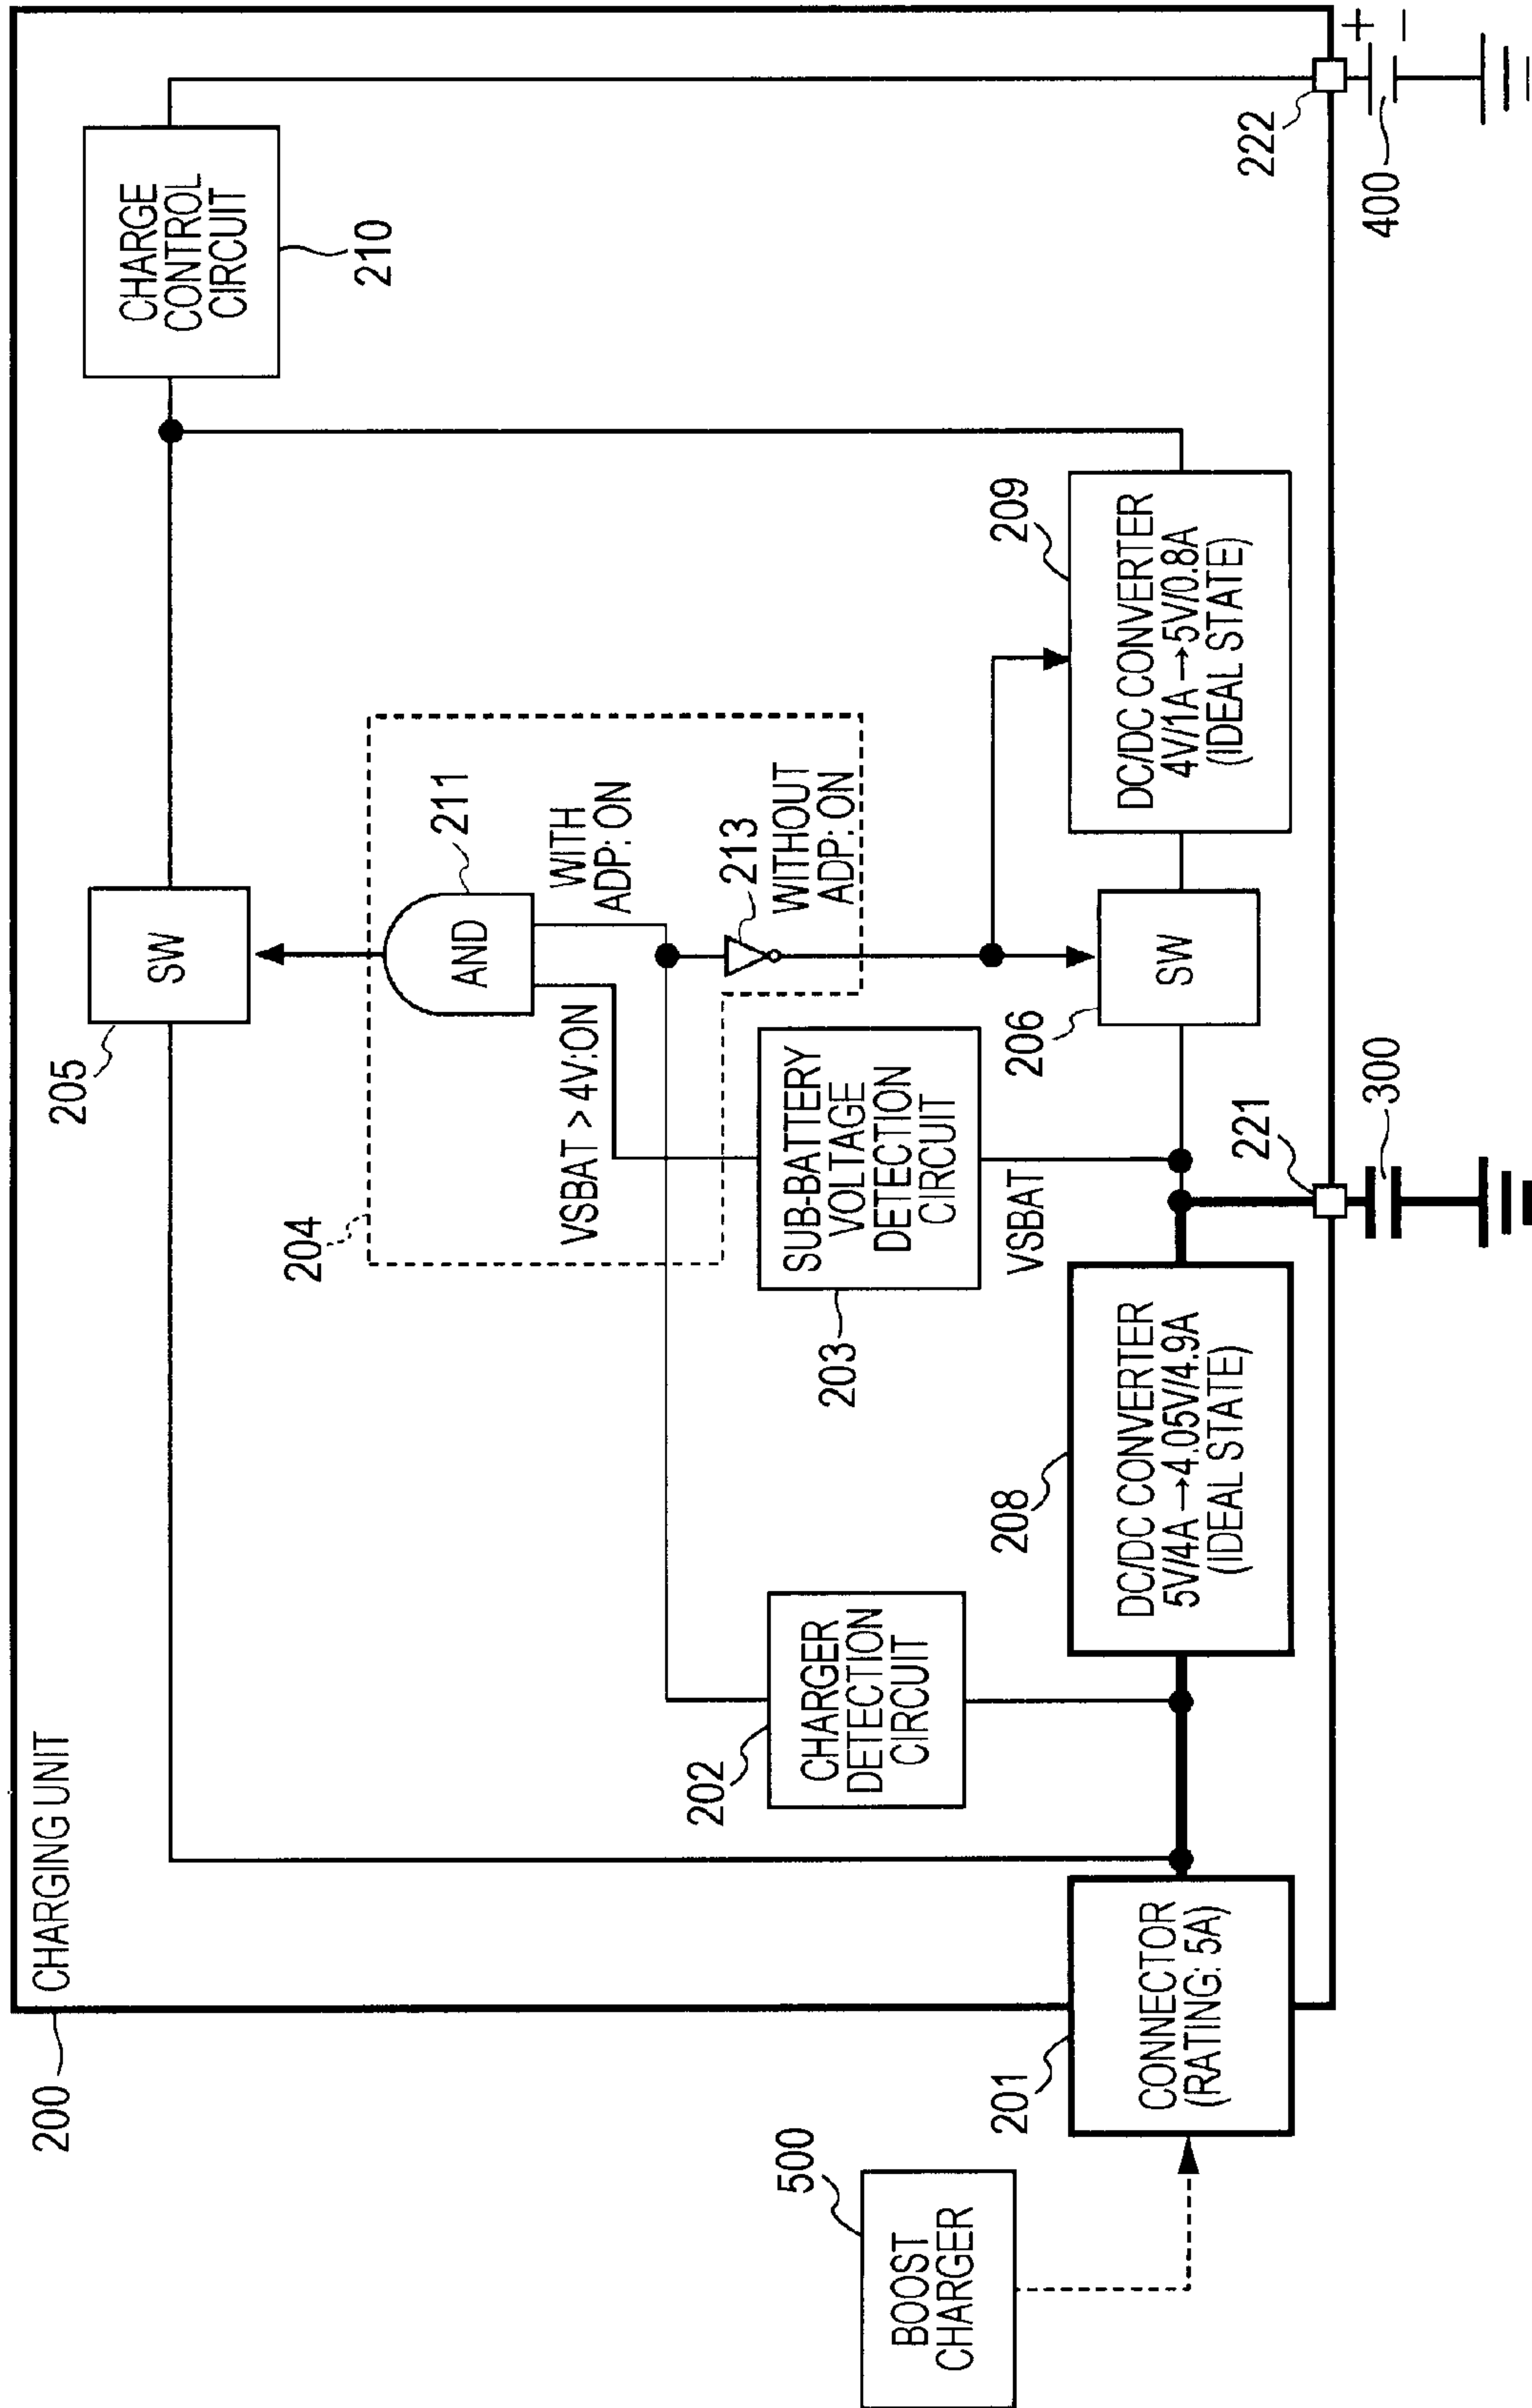 200
CHARGING UNIT
205
SW
CHARGE
CONTROL
CIRCUIT
210
204
AND
211
VSBAT > 4V:ON
WITH
ADP: ON
213
WITHOUT
ADP: ON
500
BOOST
CHARGER
202
CHARGER
DETECTION
CIRCUIT
203
SUB-BATTERY
VOLTAGE
DETECTION
CIRCUIT
VSBAT
206
SW
201
CONNECTOR
(RATING: 5A)
208
DC/DC CONVERTER
5V/4A→4.05V/4.9A
(IDEAL STATE)
209
DC/DC CONVERTER
4V/1A→5V/0.8A
(IDEAL STATE)
221
300
222
400
+
−